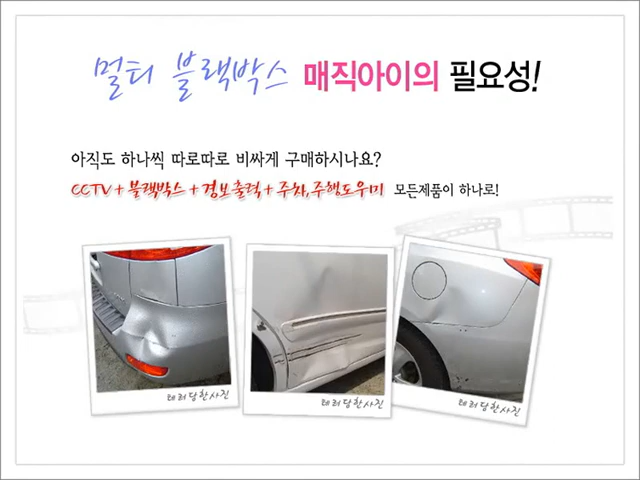 멀티 블랙박스 매직아이의 필요성!
아직도 하나씩 따로따로 비싸게 구매하시나요?
CCTV + 블랙박스 + 경보출력 + 주차,주행도우미 모든제품이 하나로!
테러당한사진
테러당한사진
테러당한사진